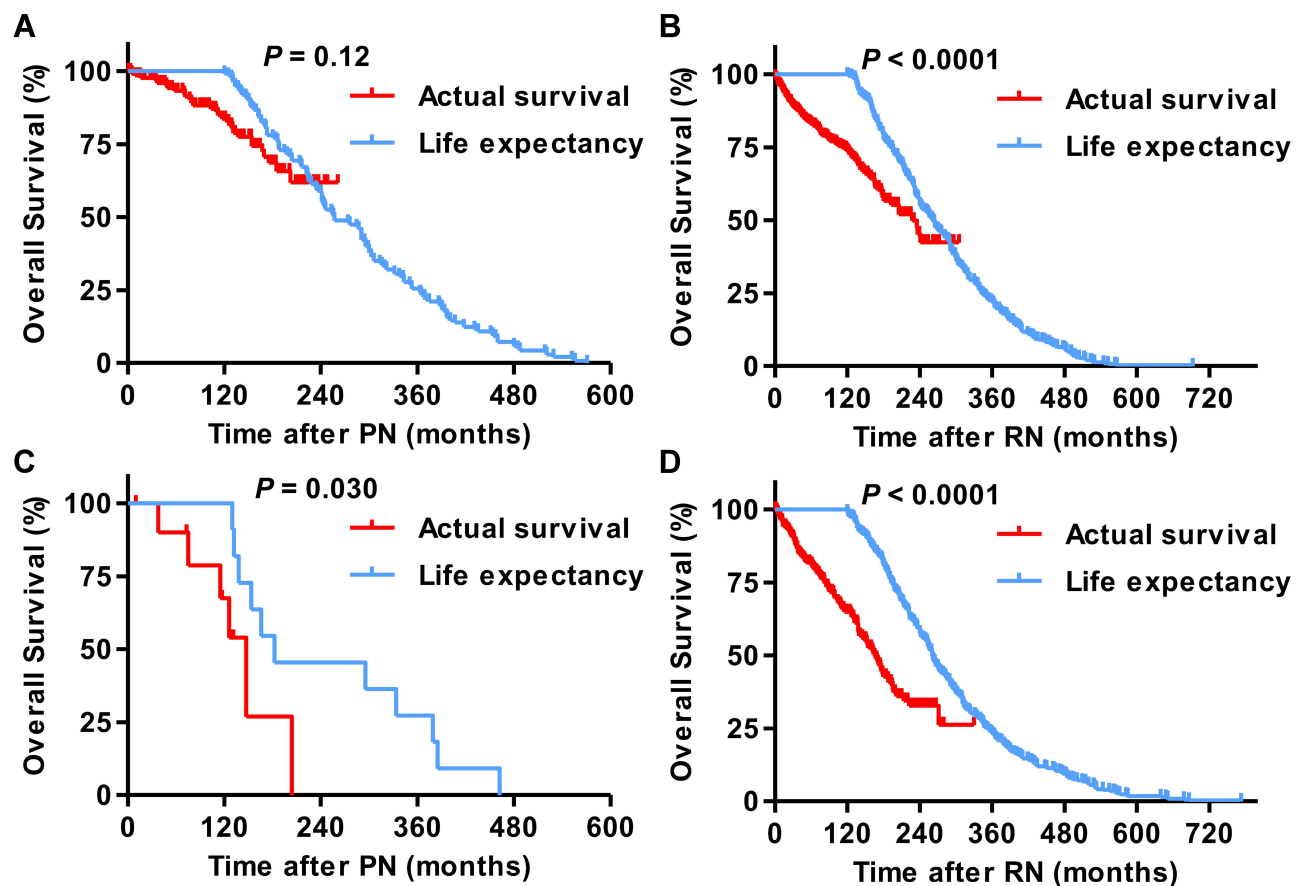 A
P = 0.12
Actual survival
Life expectancy
Overall Survival (%)
100
75
50
25
0
0 120 240 360 480 600
Time after PN (months)
B
P < 0.0001
Actual survival
Life expectancy
Overall Survival (%)
100
75
50
25
0
0 120 240 360 480 600 720
Time after RN (months)
C
P = 0.030
Actual survival
Life expectancy
Overall Survival (%)
100
75
50
25
0
0 120 240 360 480 600
Time after PN (months)
D
P < 0.0001
Actual survival
Life expectancy
Overall Survival (%)
100
75
50
25
0
0 120 240 360 480 600 720
Time after RN (months)